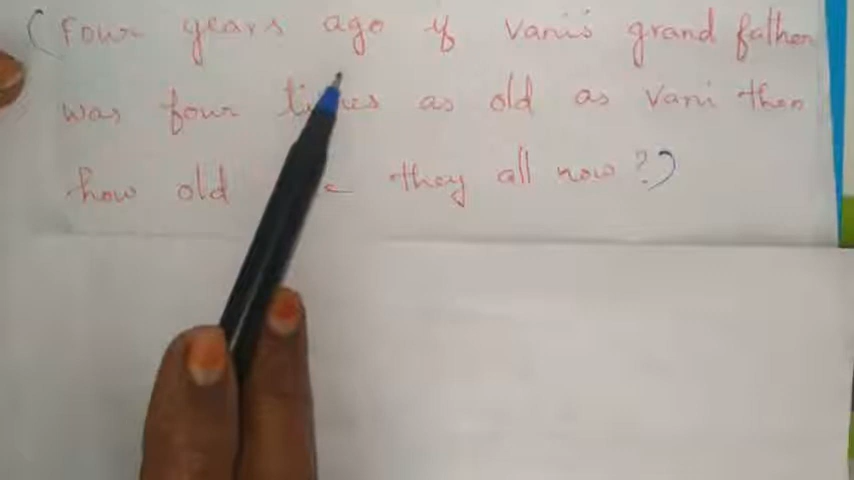 (Four years ago if Vani's grand father
was four times as old as Vani then
how old they all now?)